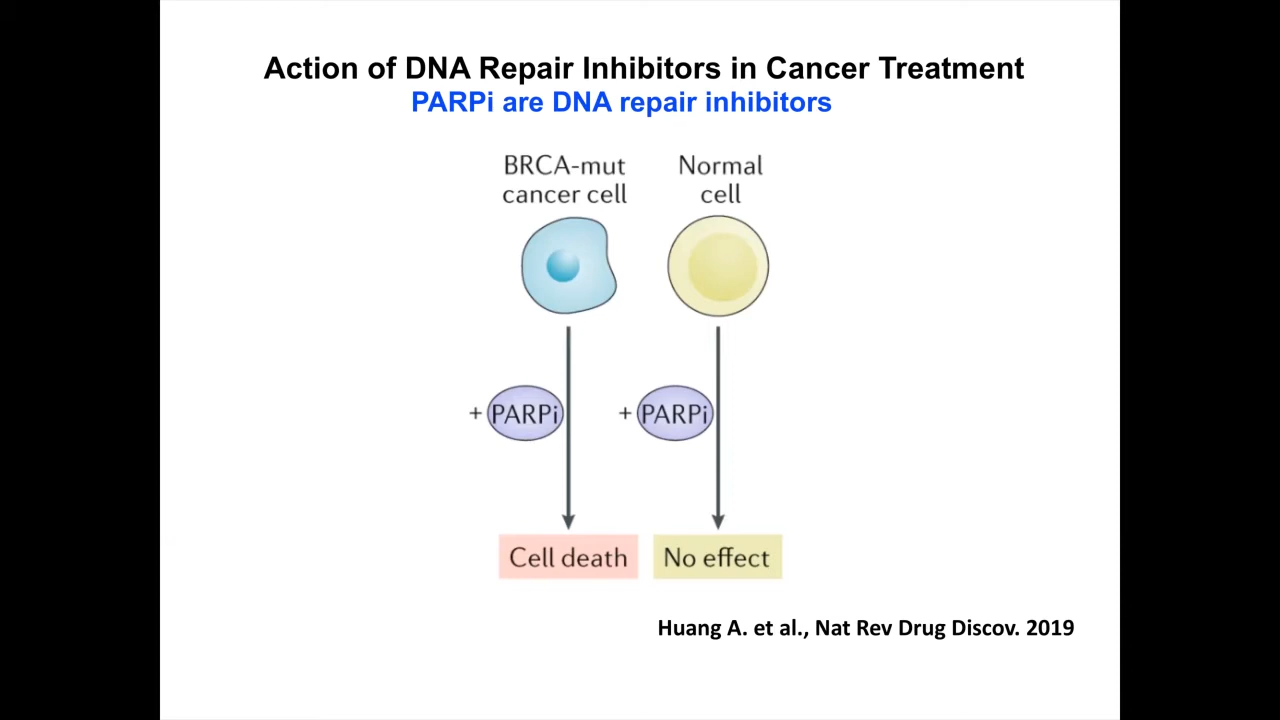 Action of DNA Repair Inhibitors in Cancer Treatment
PARPi are DNA repair inhibitors
BRCA-mut
cancer cell
Normal
cell
+ PARPi
+ PARPi
Cell death
No effect
Huang A. et al., Nat Rev Drug Discov. 2019